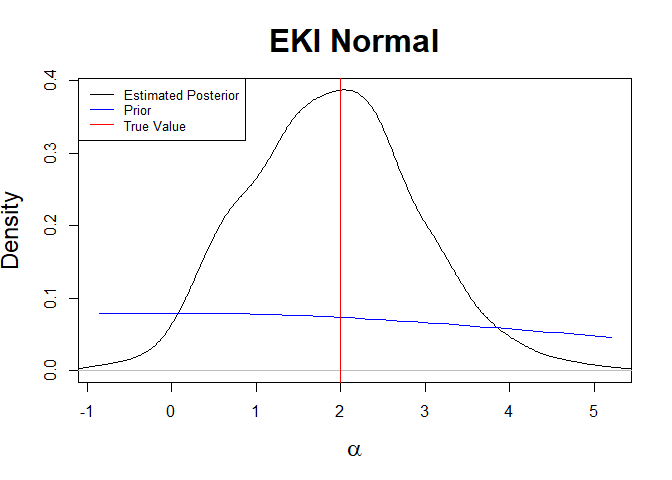 EKI Normal
Estimated Posterior
Prior
True Value
Density
0.4
0.3
0.2
0.1
0.0
-1 0 1 2 3 4 5
α